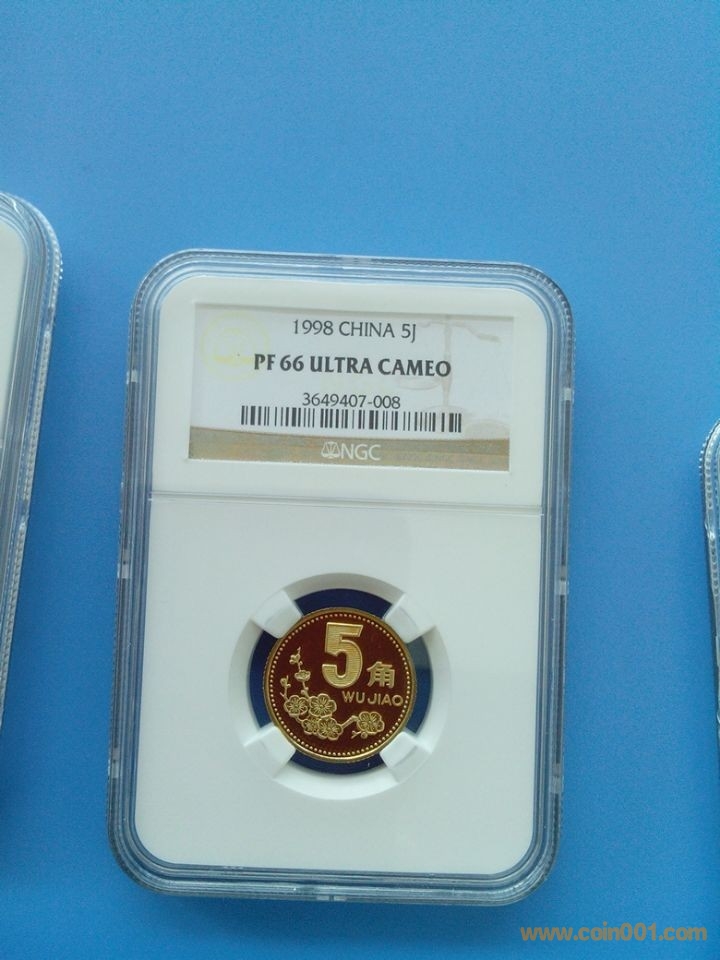 1998 CHINA 5J
PF 66 ULTRA CAMEO
3649407-008
NGC
5角
WU JIAO
www.coin001.com